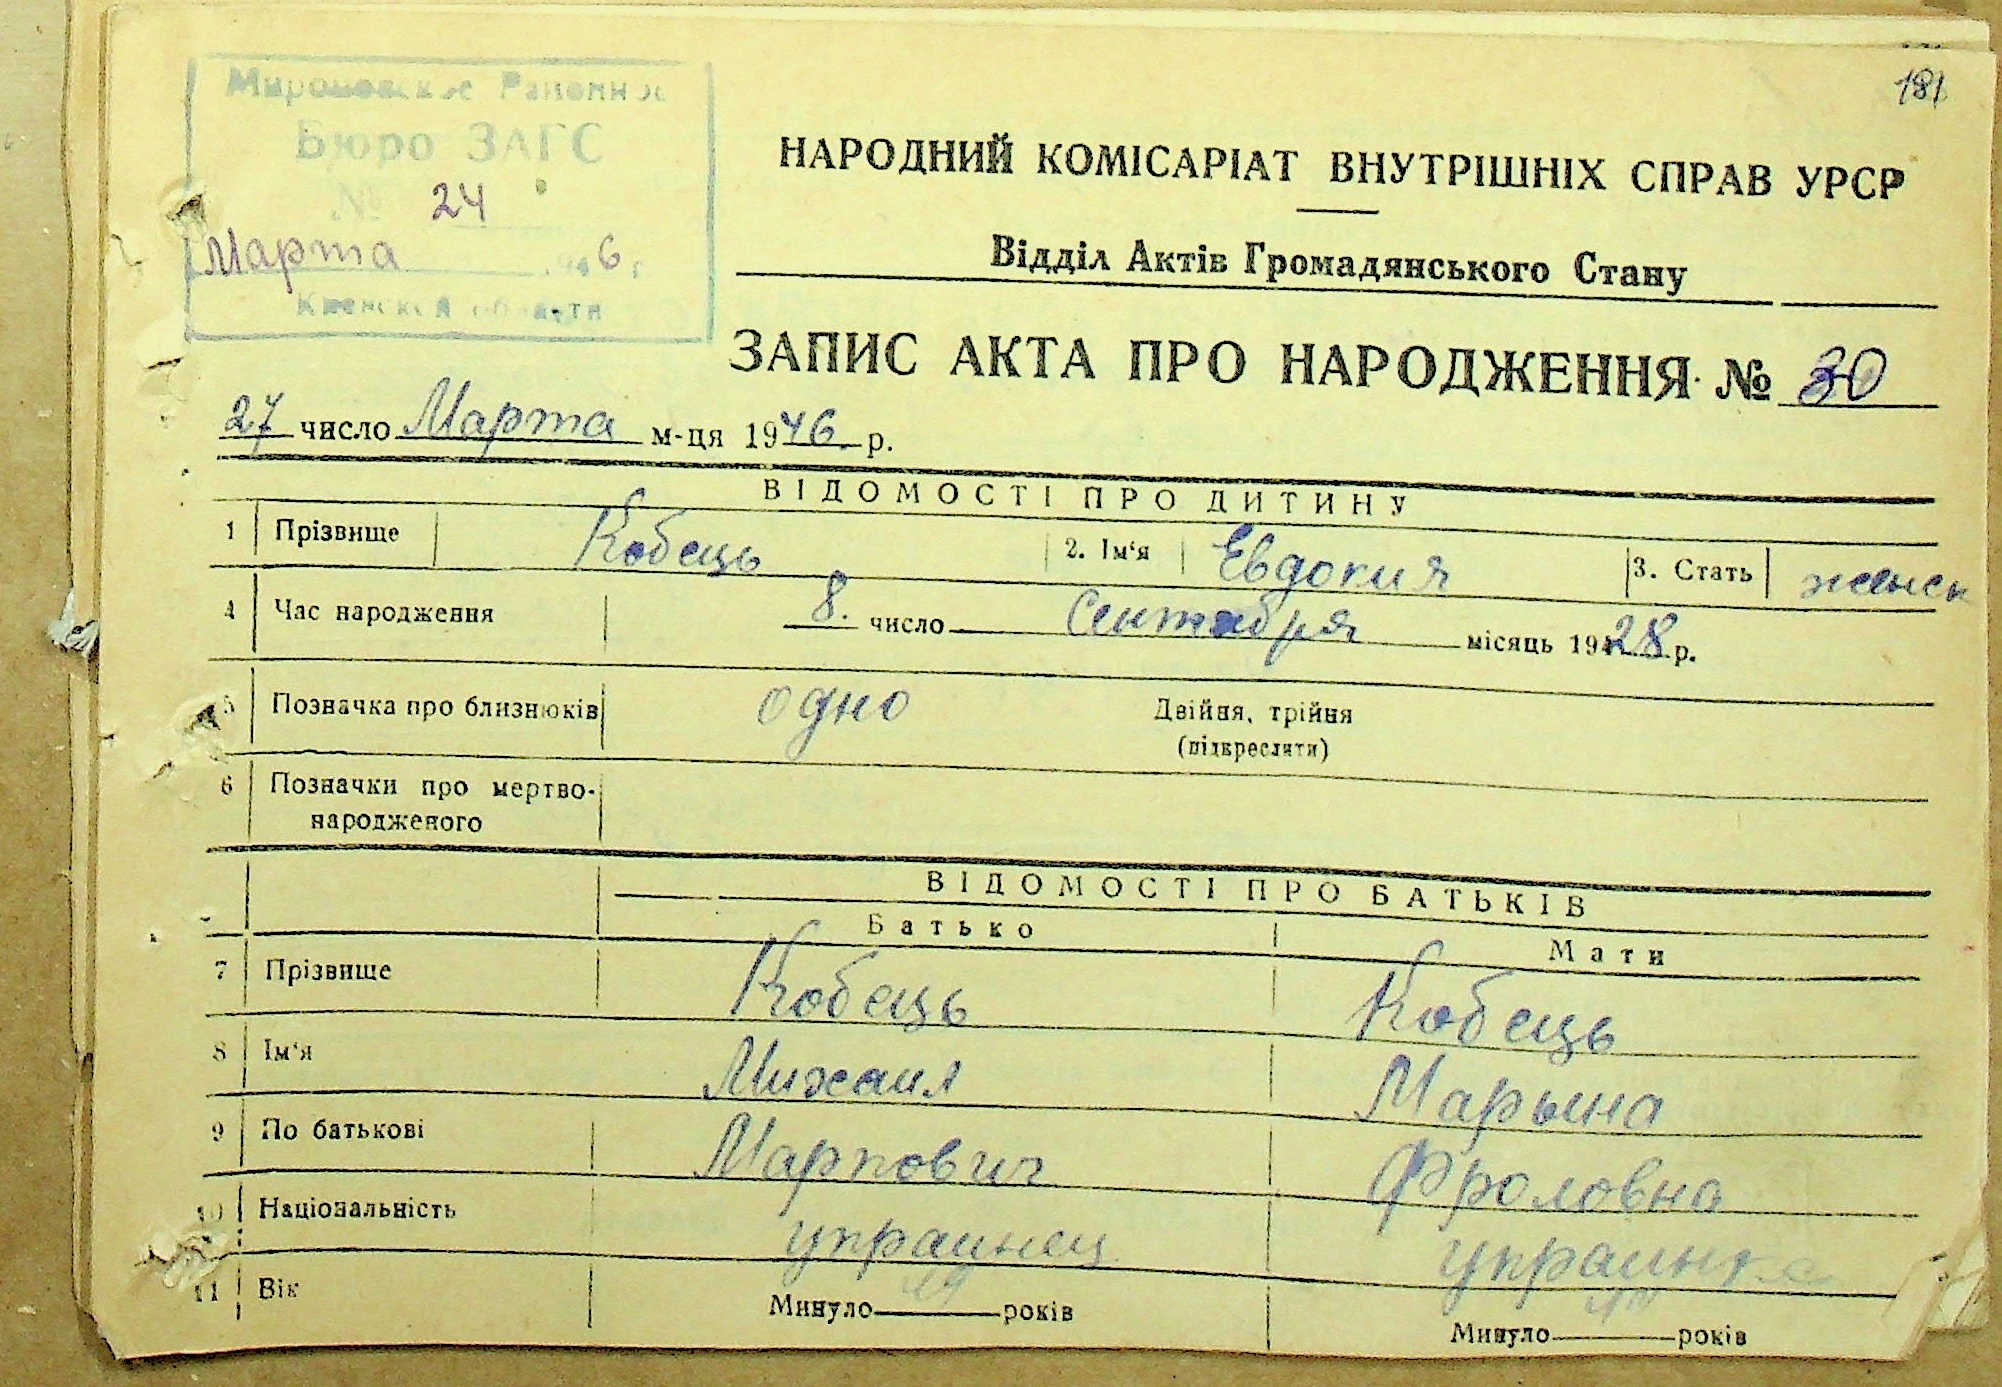 181
Мироновское Районное
Бюро ЗАГС
№ 24
Марта 1946 г.
Киевской области
НАРОДНИЙ КОМІСАРІАТ ВНУТРІШНІХ СПРАВ УРСР
Відділ Актів Громадянського Стану
ЗАПИС АКТА ПРО НАРОДЖЕННЯ № 30
27 число Марта м-ця 1946 р.
ВІДОМОСТІ ПРО ДИТИНУ
1 Прізвище Кобець 2. Ім'я Евдокия 3. Стать женск
4 Час народження 8. число Сентября місяць 1928 р.
5 Позначка про близнюків одно Двійня, трійня
(підкреслити)
6 Позначки про мертво-
народженого
ВІДОМОСТІ ПРО БАТЬКІВ
Батько Мати
7 Прізвище Кобець Кобець
8 Ім'я Михаил Марьина
9 По батькові Марпович Фроловна
10 Національність украинец украинка
11 Вік Минуло років Минуло років